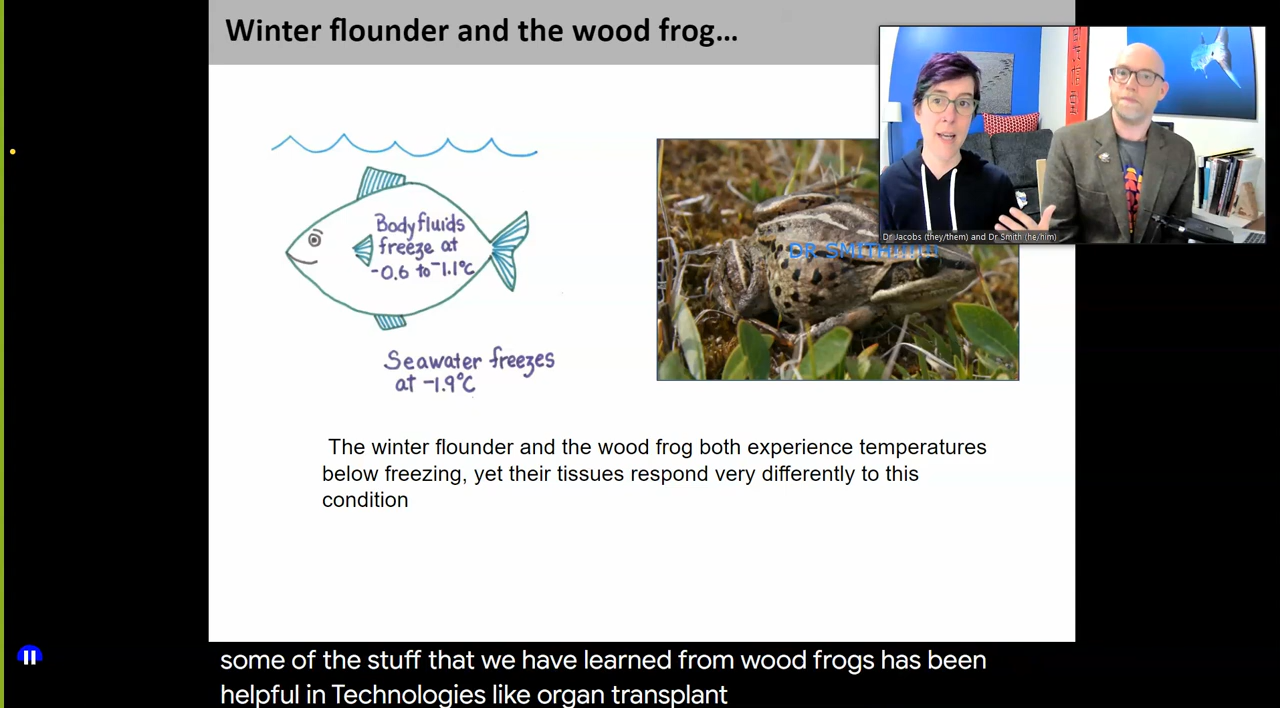 Winter flounder and the wood frog...
Body fluids
freeze at
-0.6 to -1.1°C
Seawater freezes
at -1.9°C
Dr Jacobs (they/them) and Dr Smith (he/him)
DR SMITH!!!!!!
The winter flounder and the wood frog both experience temperatures
below freezing, yet their tissues respond very differently to this
condition
some of the stuff that we have learned from wood frogs has been
helpful in Technologies like organ transplant